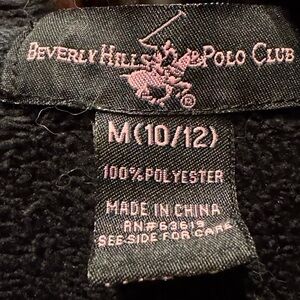 BEVERLY HILLS POLO CLUB
®
M(10/12)
100%POLYESTER
MADE IN CHINA
SEE SIDE FOR CARE